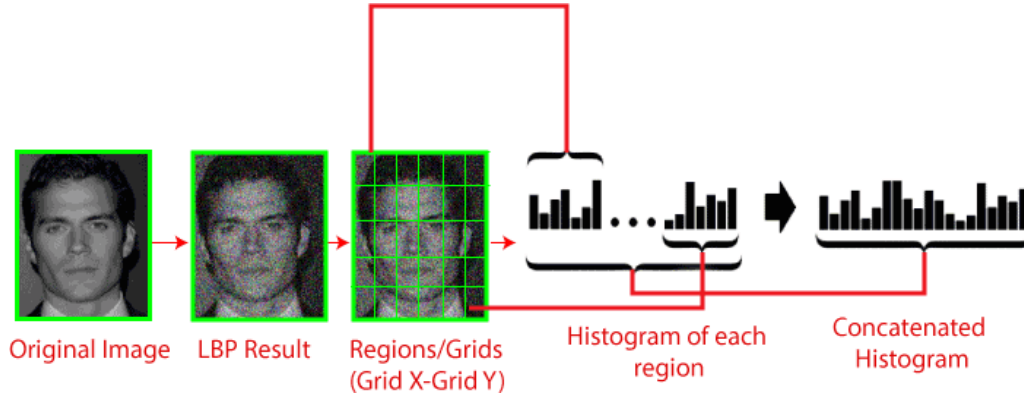 Original Image
LBP Result
Regions/Grids
(Grid X-Grid Y)
Histogram of each
region
Concatenated
Histogram